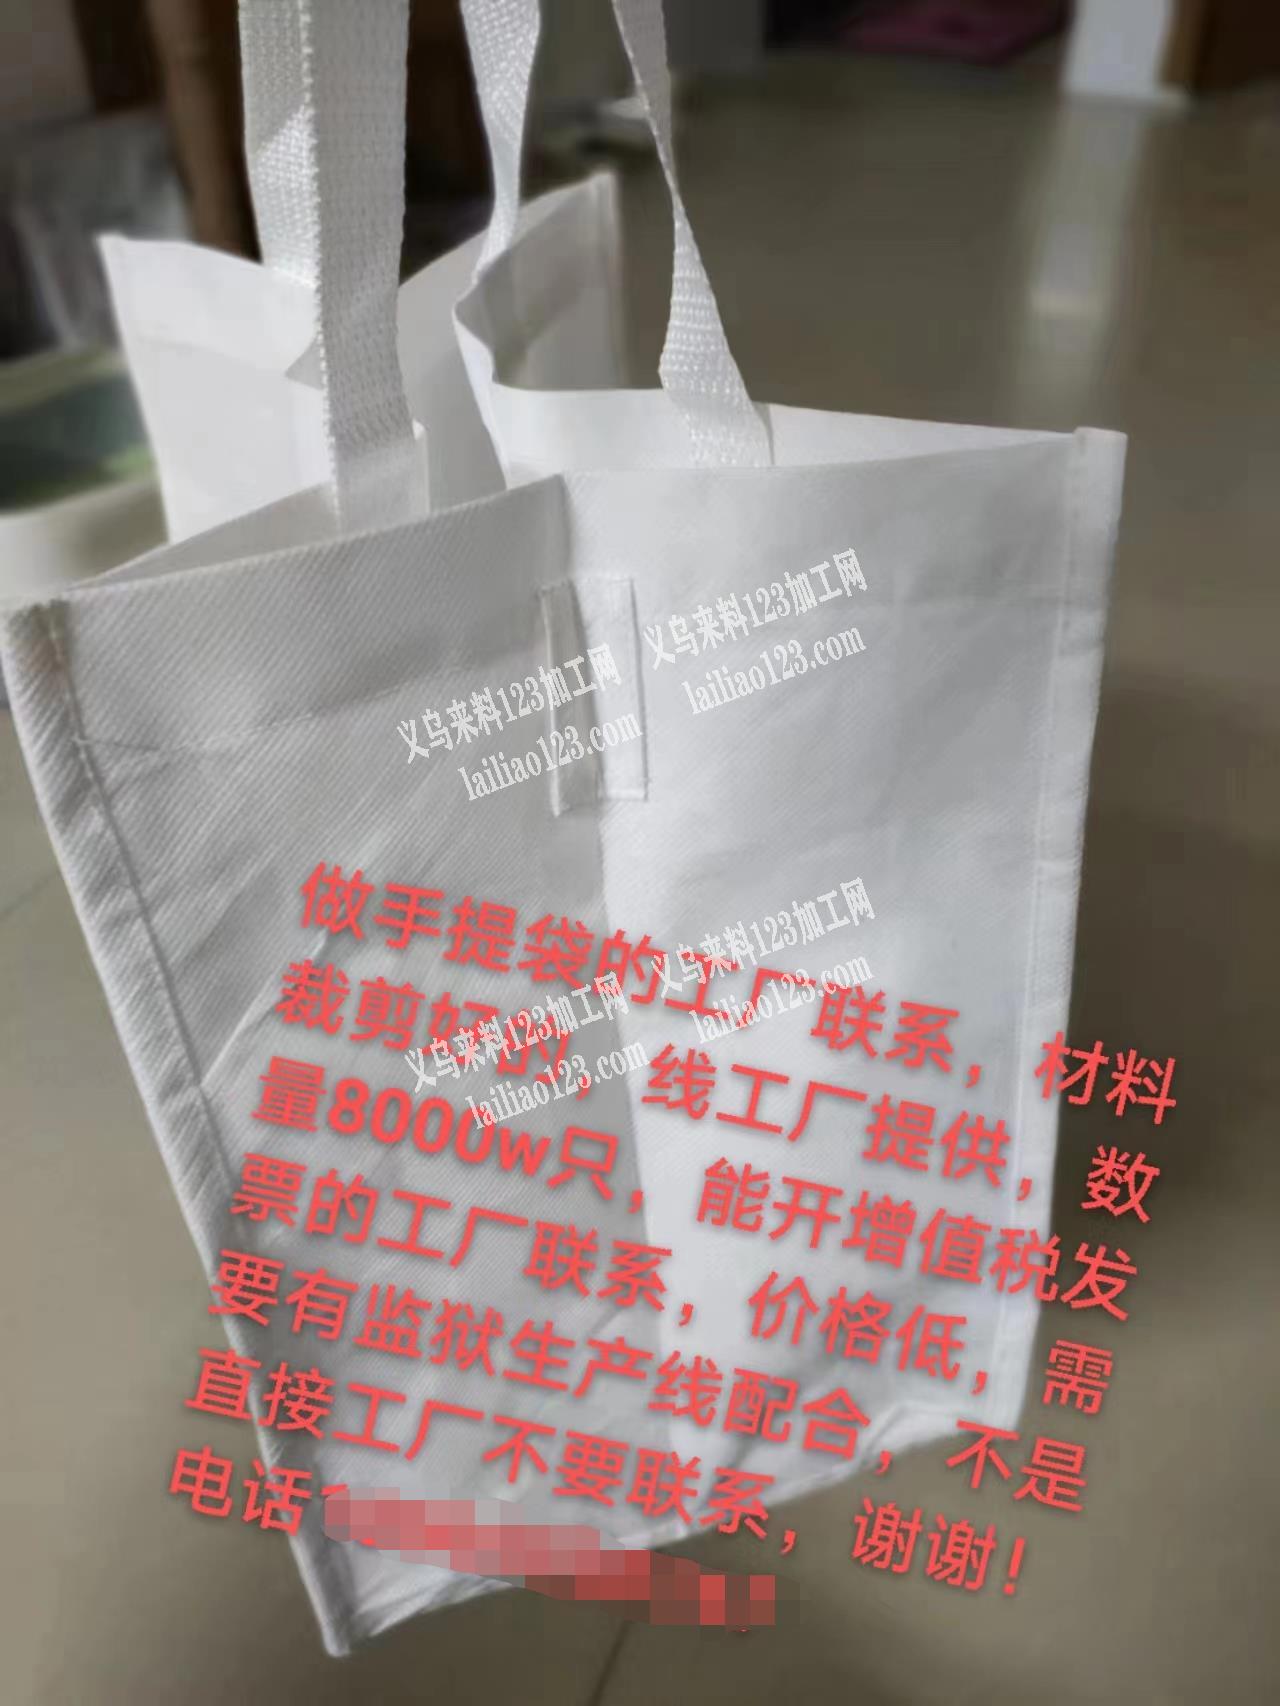 义乌来料123加工网
lailiao123.com
义乌来料123加工网
lailiao123.com
做手提袋的工厂联系，材料
裁剪好的，线工厂提供，数
量8000w只，能开增值税发
票的工厂联系，价格低，需
要有监狱生产线配合，不是
直接工厂不要联系，谢谢！
电话
义乌来料123加工网
lailiao123.com
义乌来料123加工网
lailiao123.com